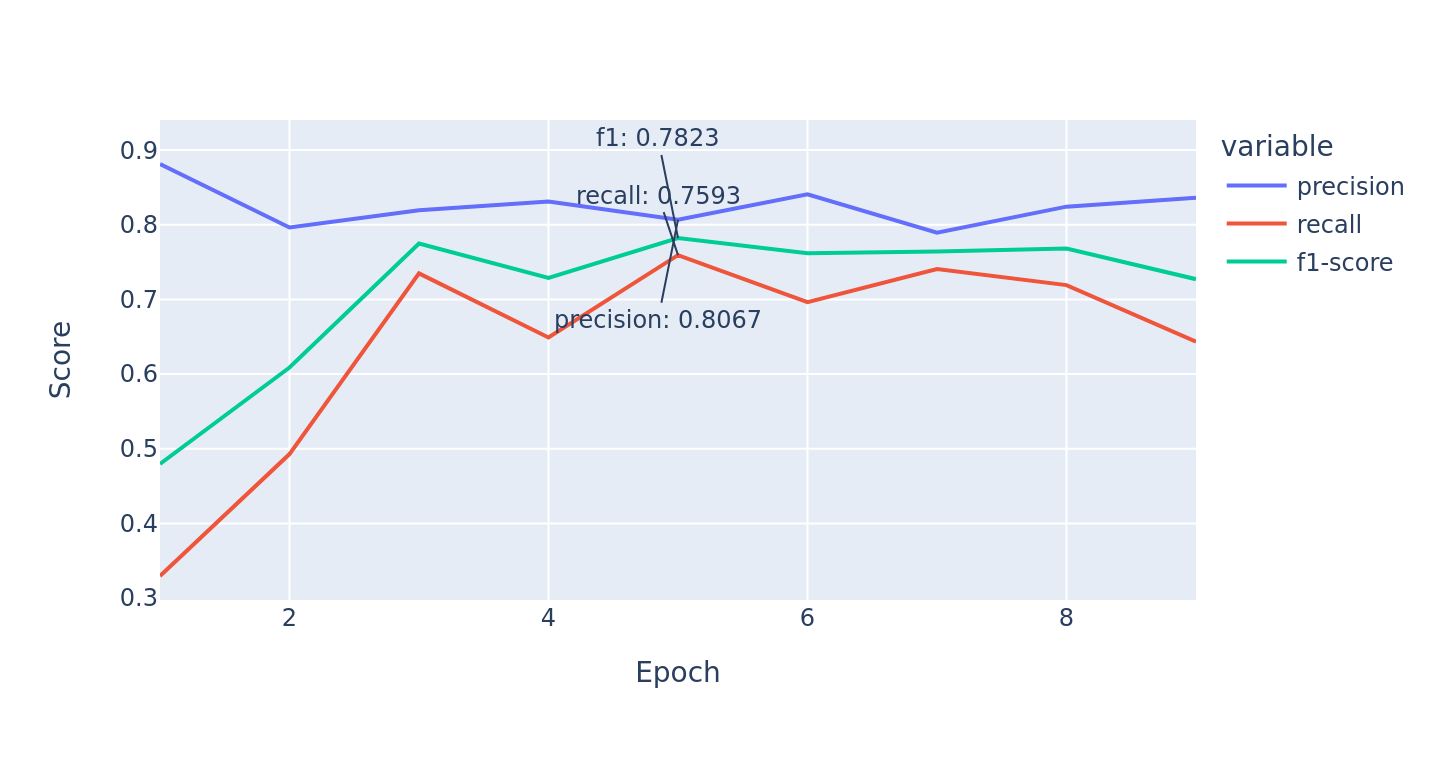 f1: 0.7823
recall: 0.7593
precision: 0.8067
0.9
0.8
0.7
0.6
0.5
0.4
0.3
Score
2 4 6 8
Epoch
variable
precision
recall
f1-score